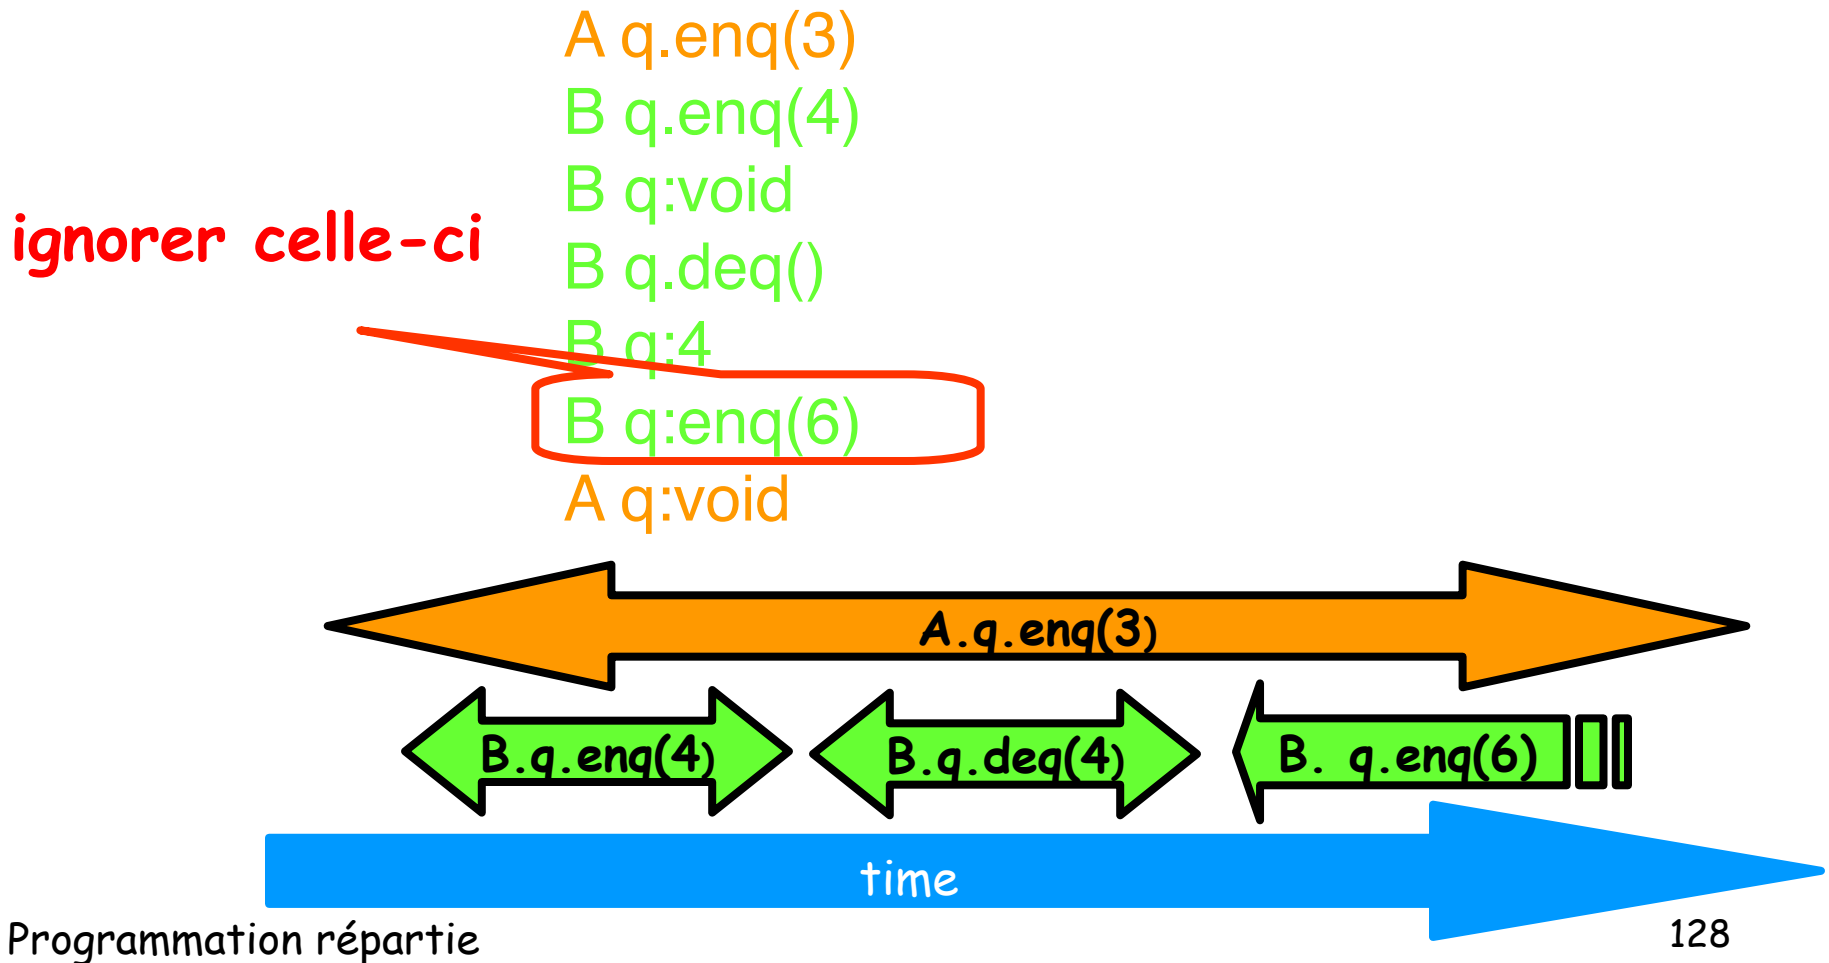 A q.enq(3)
B q.enq(4)
B q:void
ignorer celle-ci
B q.deq()
B q:4
B q:enq(6)
A q:void
A.q.enq(3)
B.q.enq(4) B.q.deq(4) B. q.enq(6)
time
Programmation répartie 128